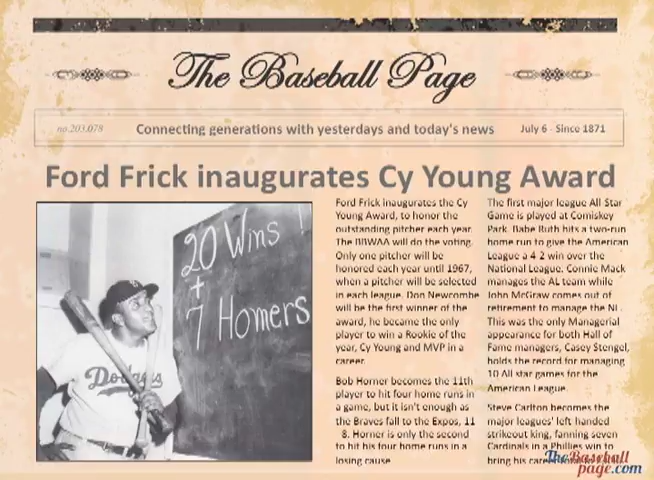 The Baseball Page
no.203,078
Connecting generations with yesterdays and today's news
July 6 - Since 1871
Ford Frick inaugurates Cy Young Award
20 Wins !
+
7 Homers
Dodgers
Ford Frick inaugurates the Cy
Young Award, to honor the
outstanding pitcher each year.
The BBWAA will do the voting.
Only one pitcher will be
honored each year until 1967,
when a pitcher will be selected
in each league. Don Newcombe
will be the first winner of the
award, he became the only
player to win a Rookie of the
year, Cy Young and MVP in a
career.
Bob Horner becomes the 11th
player to hit four home runs in
a game, but it isn't enough as
the Braves fall to the Expos, 11
8. Horner is only the second
to hit his four home runs in a
losing cause
The first major league All Star
Game is played at Comiskey
Park. Babe Ruth hits a two-run
home run to give the American
League a 4-2 win over the
National League. Connie Mack
manages the AL team while
John McGraw comes out of
retirement to manage the NL.
This was the only Managerial
appearance for both Hall of
Fame managers, Casey Stengel,
holds the record for managing
10 All star games for the
American League.
Steve Carlton becomes the
major leagues' left-handed
strikeout king, fanning seven
Cardinals in a Phillies win to
bring his career
TheBaseball
page.com